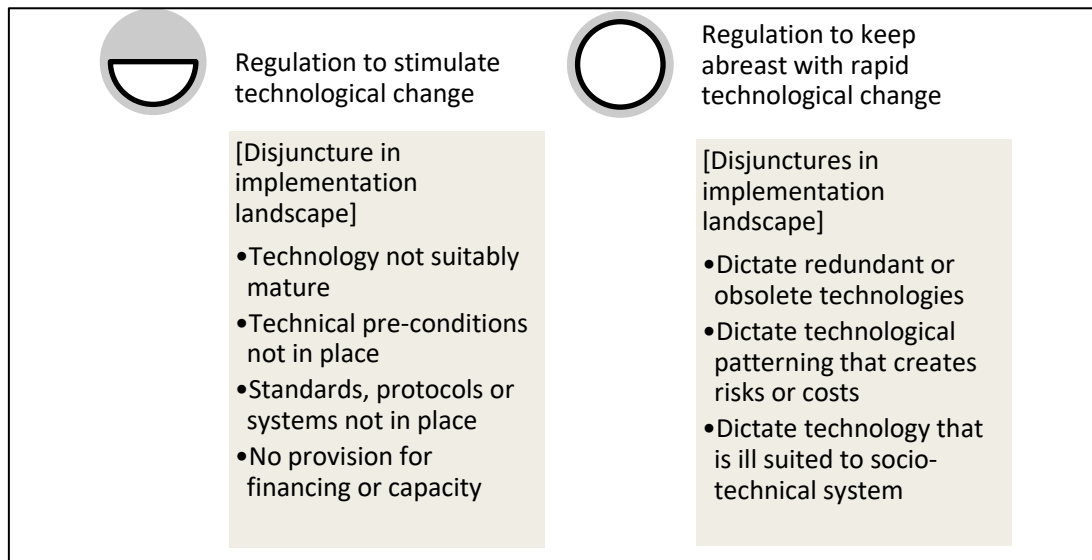 Regulation to stimulate
technological change
[Disjuncture in
implementation
landscape]
•Technology not suitably
mature
•Technical pre-conditions
not in place
•Standards, protocols or
systems not in place
•No provision for
financing or capacity
Regulation to keep
abreast with rapid
technological change
[Disjunctures in
implementation
landscape]
•Dictate redundant or
obsolete technologies
•Dictate technological
patterning that creates
risks or costs
•Dictate technology that
is ill suited to socio-
technical system